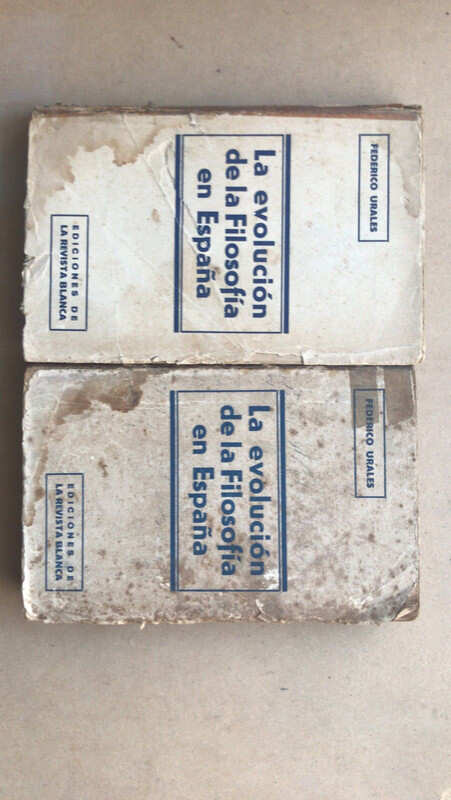 FEDERICO URALES
La evolución
de la Filosofía
en España
EDICIONES DE
LA REVISTA BLANCA
FEDERICO URALES
La evolución
de la Filosofía
en España
EDICIONES DE
LA REVISTA BLANCA